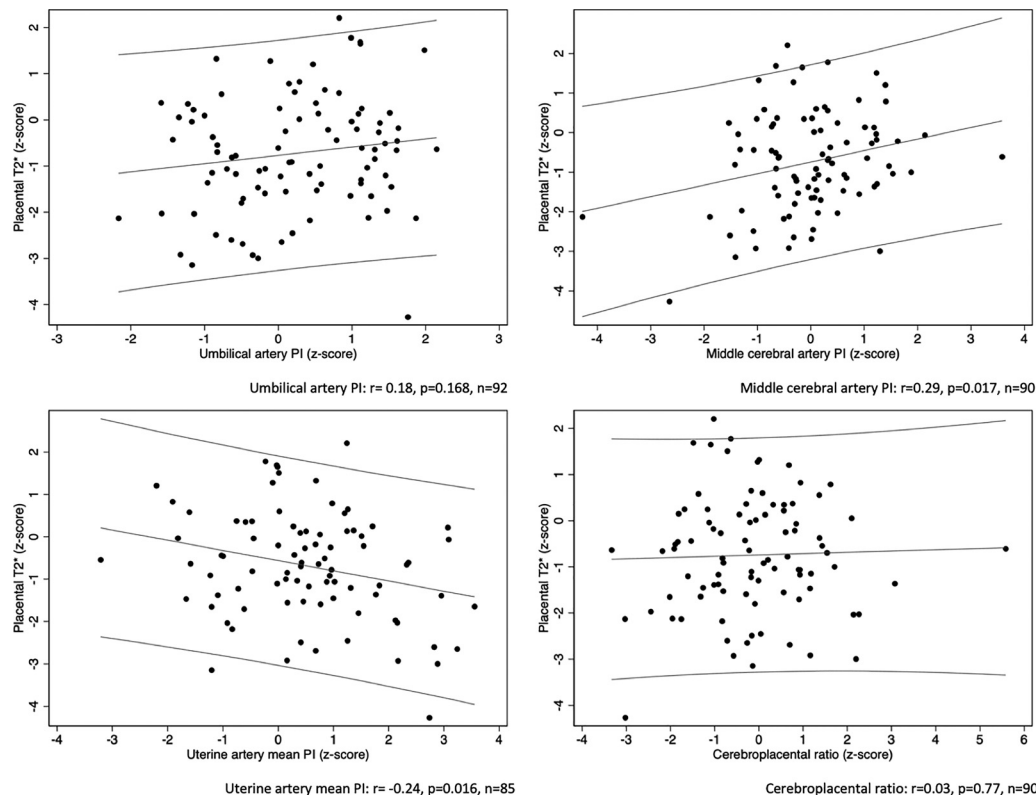 Placental T2* (z-score)
2
1
0
-1
-2
-3
-4
-3 -2 -1 0 1 2 3
Umbilical artery PI (z-score)
Umbilical artery PI: r= 0.18, p=0.168, n=92
Placental T2* (z-score)
3
2
1
0
-1
-2
-3
-4
-4 -3 -2 -1 0 1 2 3 4
Middle cerebral artery PI (z-score)
Middle cerebral artery PI: r=0.29, p=0.017, n=90
Placental T2* (z-score)
2
1
0
-1
-2
-3
-4
-4 -3 -2 -1 0 1 2 3 4
Uterine artery mean PI (z-score)
Uterine artery mean PI: r= -0.24, p=0.016, n=85
Placental T2* (z-score)
2
1
0
-1
-2
-3
-4
-4 -3 -2 -1 0 1 2 3 4 5 6
Cerebroplacental ratio (z-score)
Cerebroplacental ratio: r=0.03, p=0.77, n=90